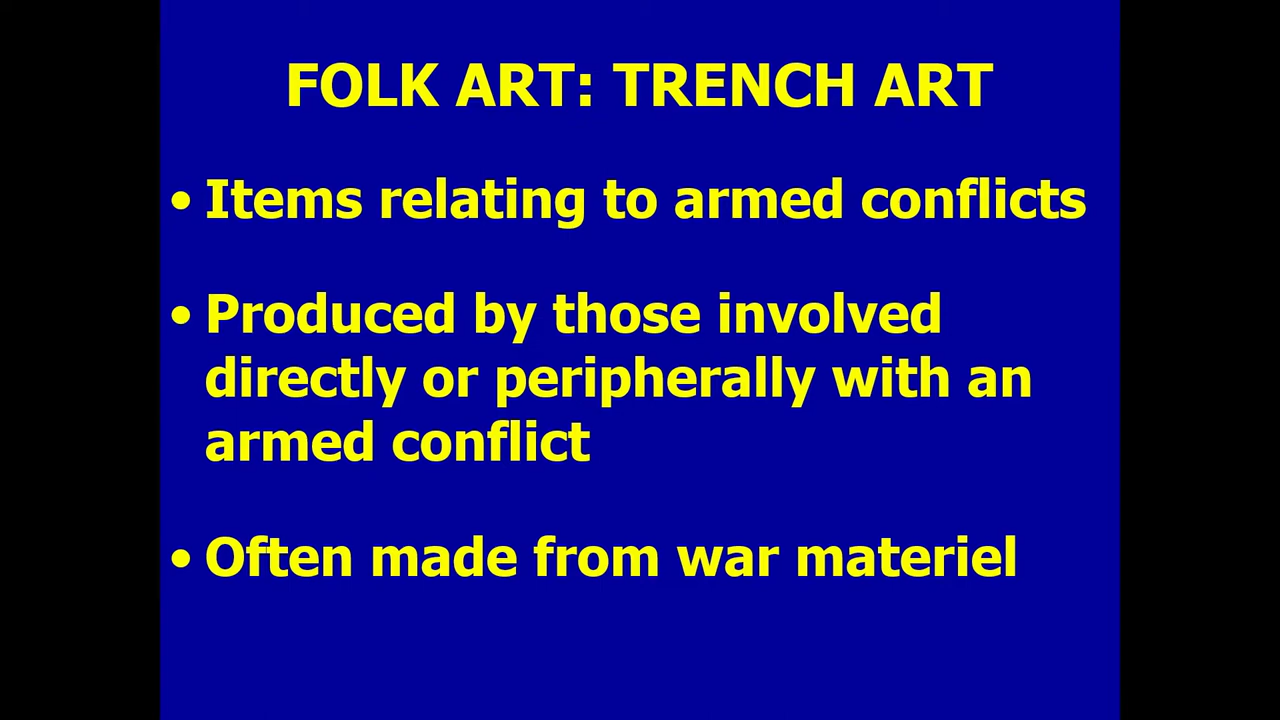 FOLK ART: TRENCH ART
• Items relating to armed conflicts
• Produced by those involved
directly or peripherally with an
armed conflict
• Often made from war materiel